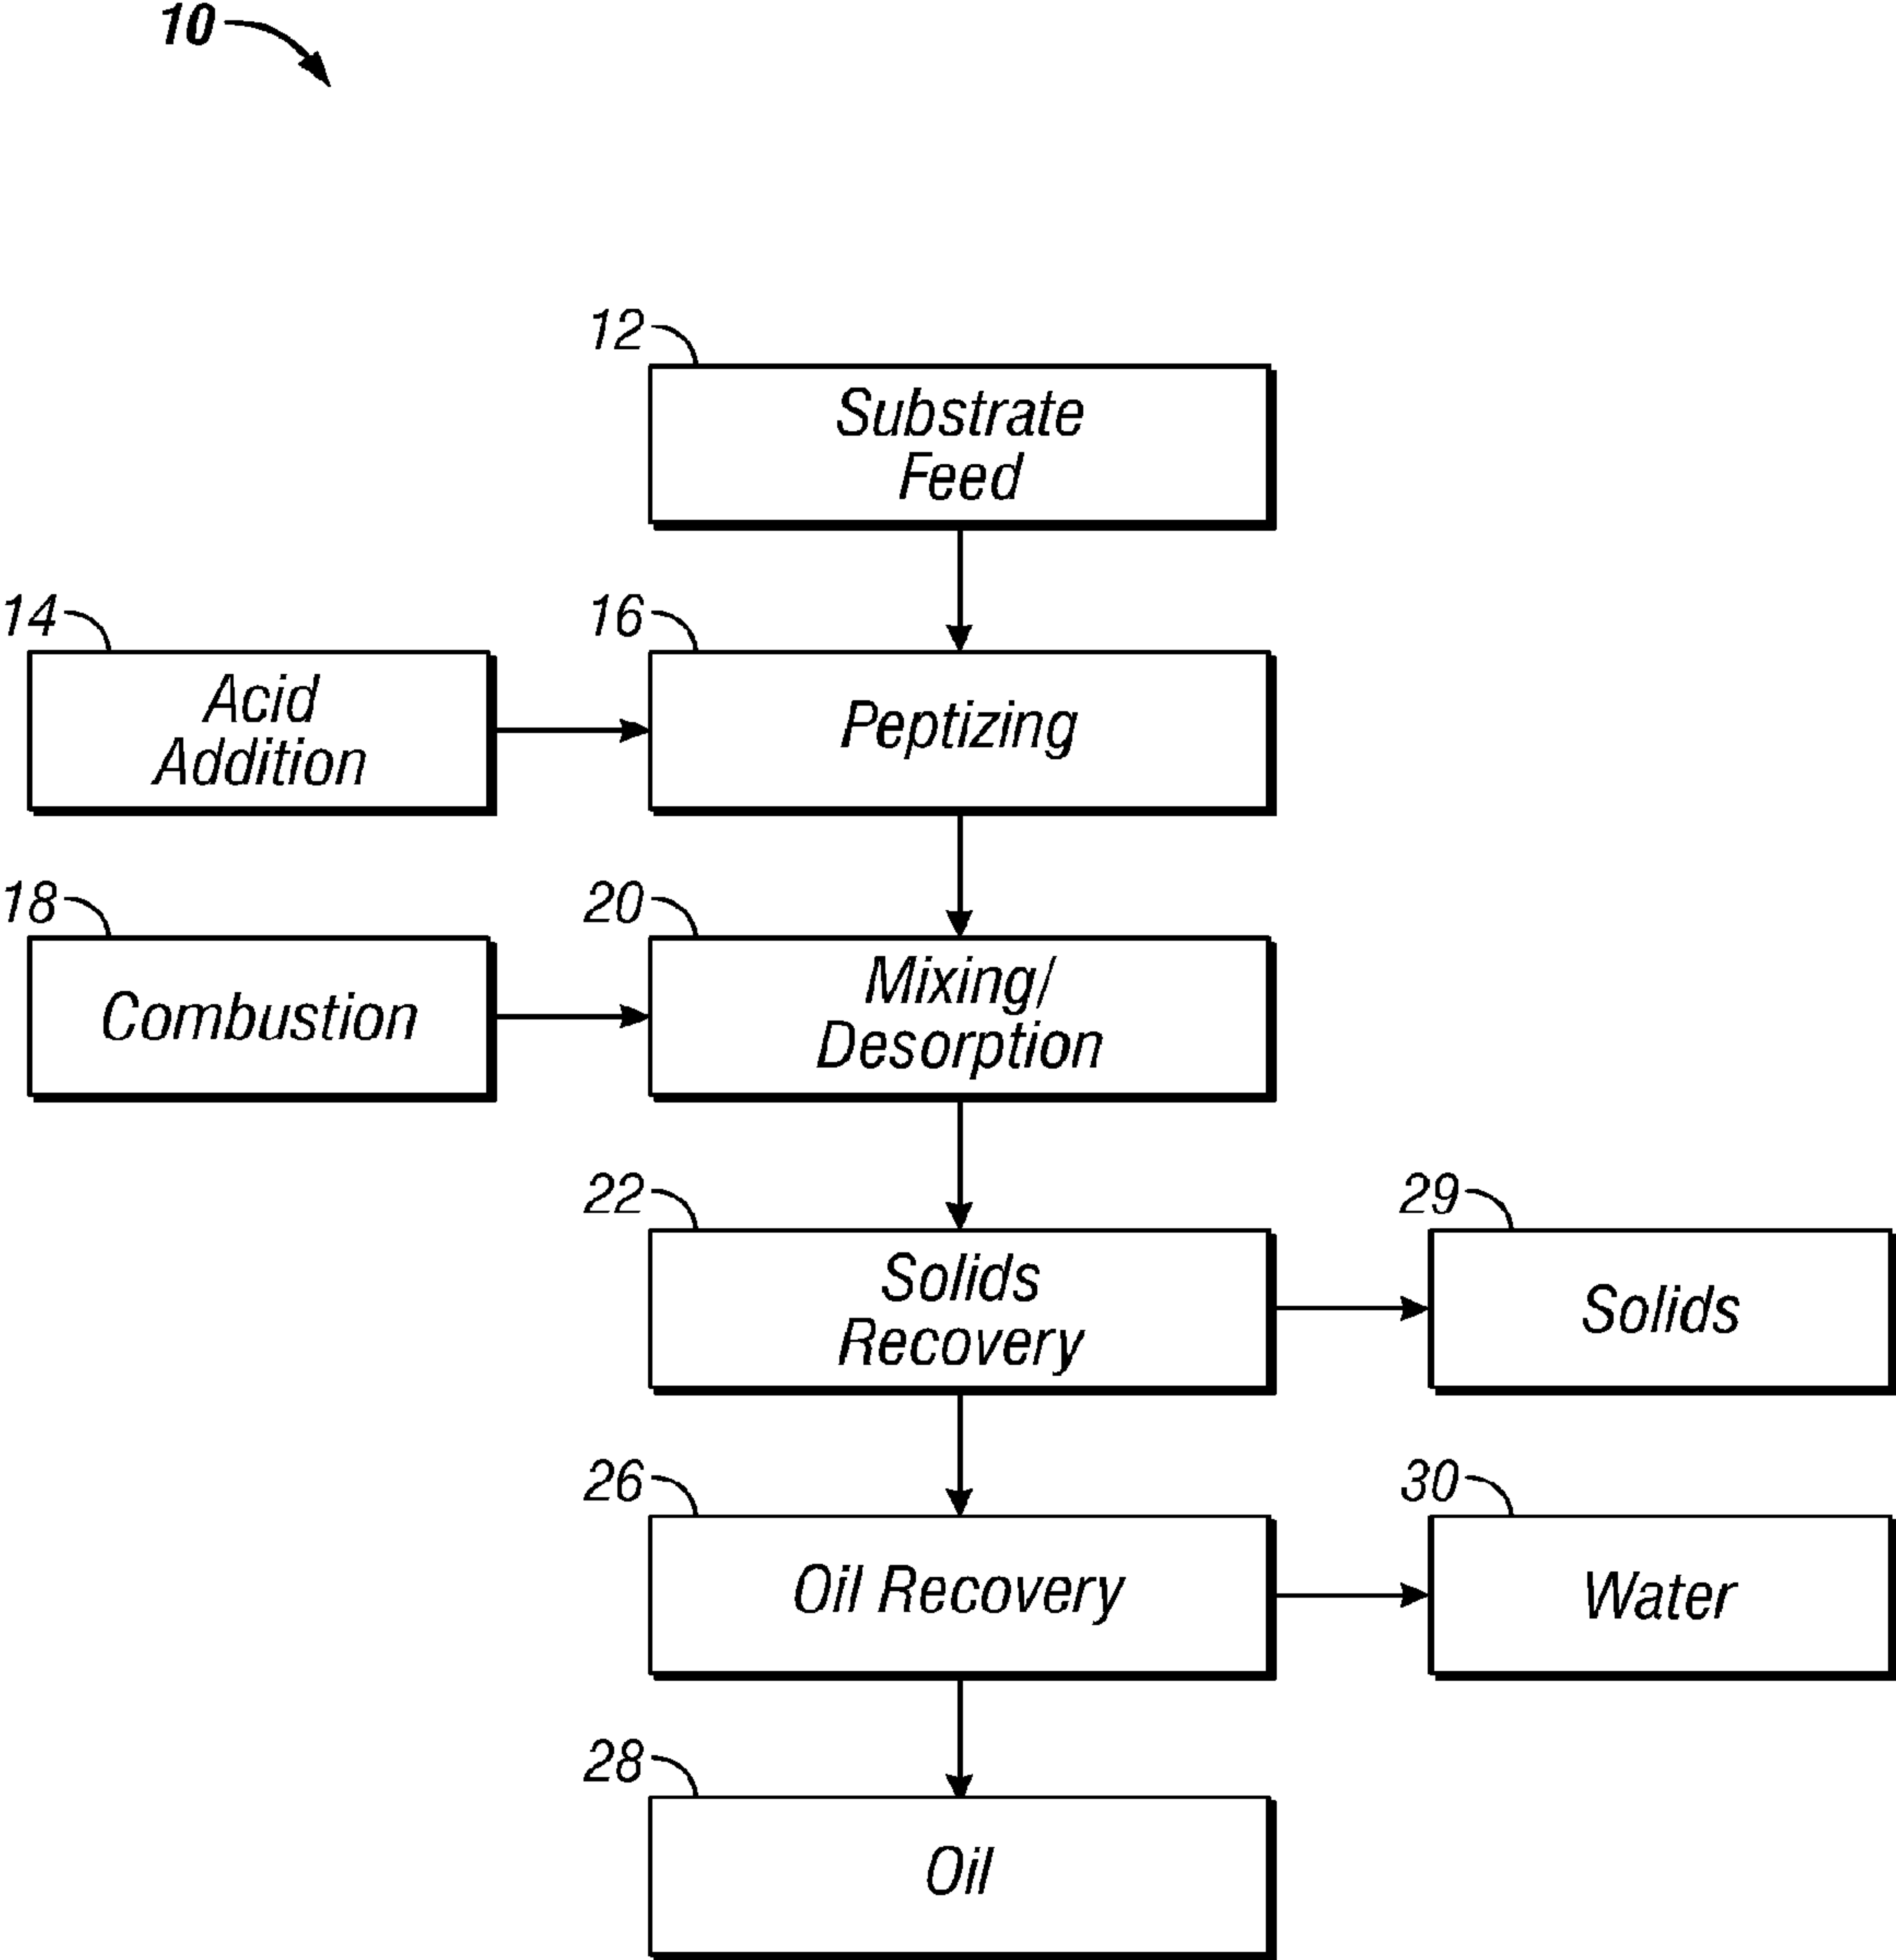 10
12
Substrate
Feed
14
Acid
Addition
16
Peptizing
18
Combustion
20
Mixing/
Desorption
22
Solids
Recovery
29
Solids
26
Oil Recovery
30
Water
28
Oil